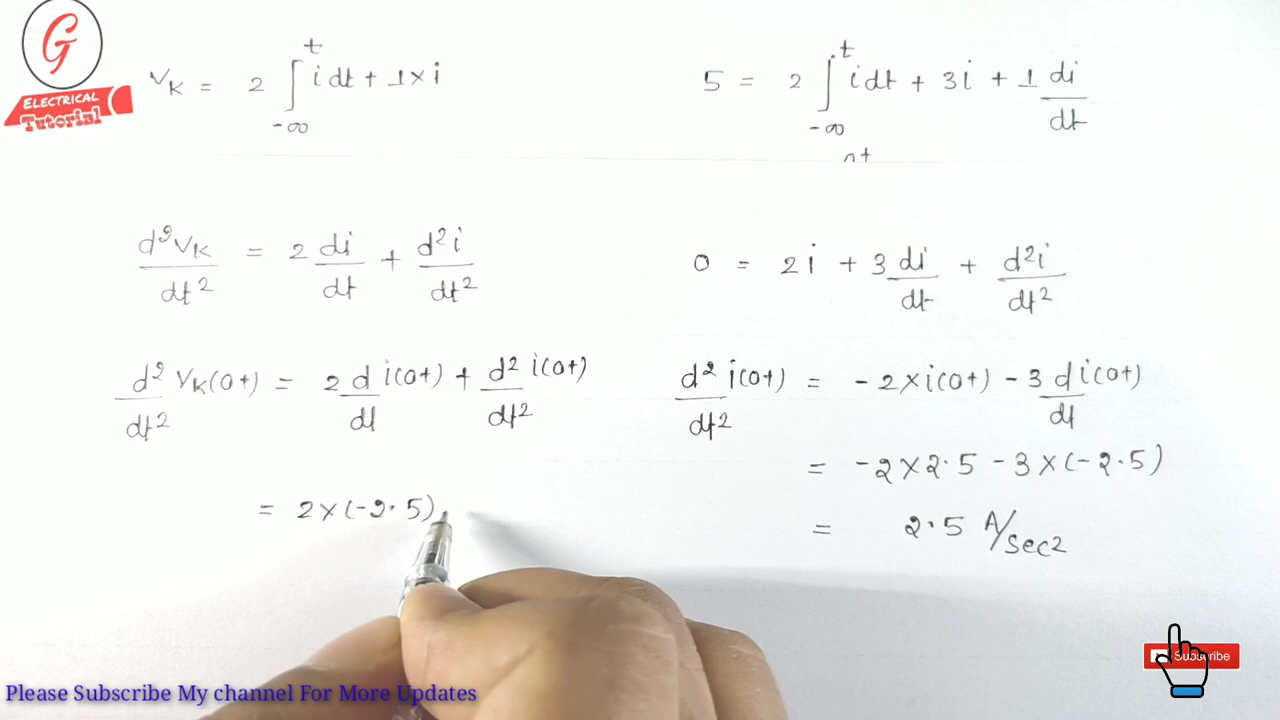 G
ELECTRICAL
Tutorial
V_K = 2 ∫_{-∞}^{t} i dt + 1 × i
5 = 2 ∫_{-∞}^{t} i dt + 3i + 1 di/dt
0+
d²V_K/dt² = 2 di/dt + d²i/dt²
0 = 2i + 3 di/dt + d²i/dt²
d²/dt² V_K(0+) = 2 d/dt i(0+) + d²/dt² i(0+)
d²/dt² i(0+) = -2 × i(0+) - 3 d/dt i(0+)
= -2 × 2.5 - 3 × (-2.5)
= 2 × (-2.5)
= 2.5 A/sec²
Subscribe
Please Subscribe My channel For More Updates